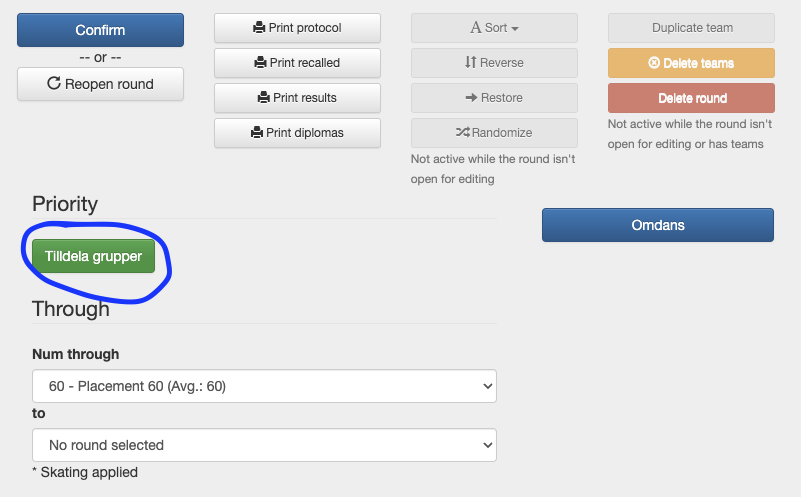 Confirm
-- or --
Reopen round
Print protocol
Print recalled
Print results
Print diplomas
Sort
Reverse
Restore
Randomize
Not active while the round isn't
open for editing
Duplicate team
Delete teams
Delete round
Not active while the round isn't
open for editing or has teams
Priority
Tilldela grupper
Omdans
Through
Num through
60 - Placement 60 (Avg.: 60)
to
No round selected
* Skating applied